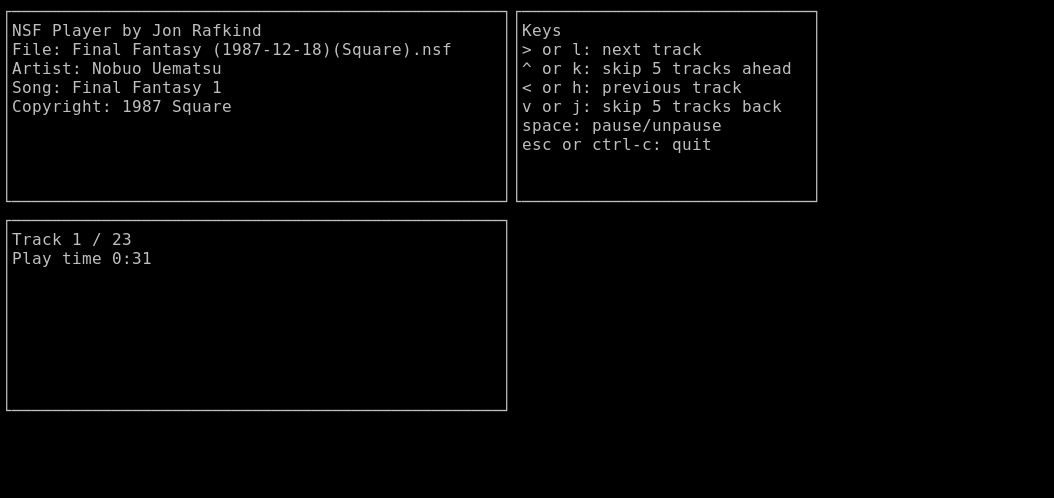 NSF Player by Jon Rafkind
File: Final Fantasy (1987-12-18)(Square).nsf
Artist: Nobuo Uematsu
Song: Final Fantasy 1
Copyright: 1987 Square
Keys
> or l: next track
^ or k: skip 5 tracks ahead
< or h: previous track
v or j: skip 5 tracks back
space: pause/unpause
esc or ctrl-c: quit
Track 1 / 23
Play time 0:31